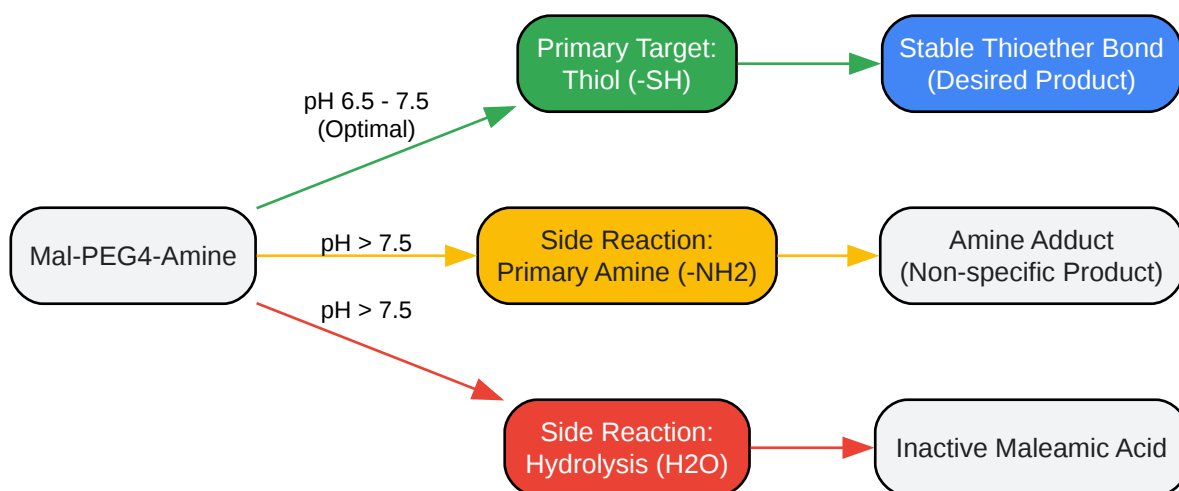 Primary Target:
Thiol (-SH)
Stable Thioether Bond
(Desired Product)
pH 6.5 - 7.5
(Optimal)
Mal-PEG4-Amine
pH > 7.5
Side Reaction:
Primary Amine (-NH2)
Amine Adduct
(Non-specific Product)
pH > 7.5
Side Reaction:
Hydrolysis (H2O)
Inactive Maleamic Acid